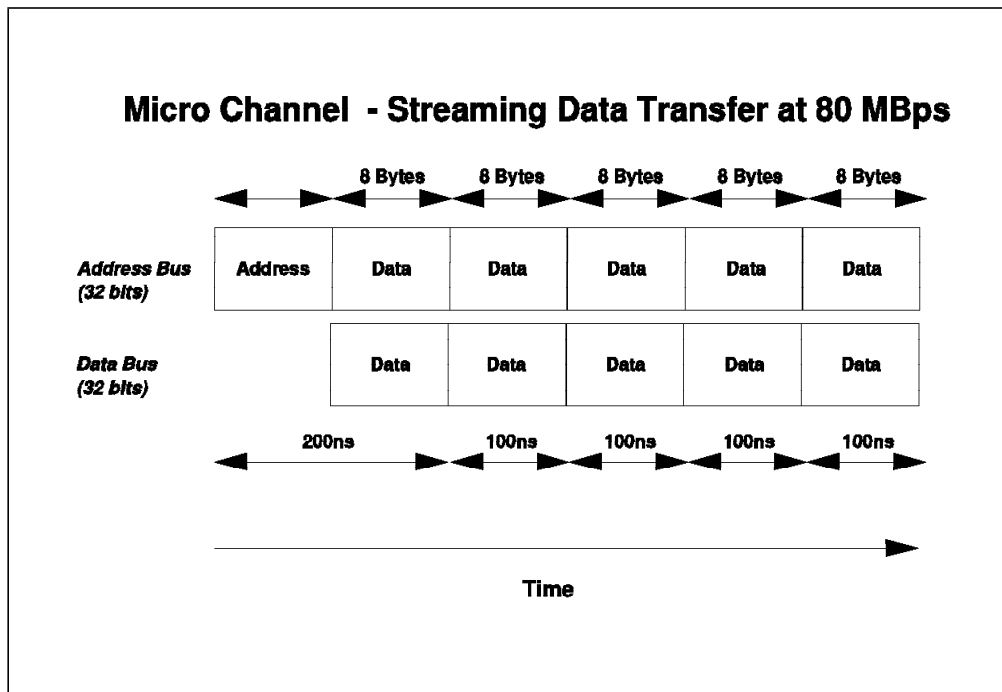 Micro Channel - Streaming Data Transfer at 80 MBps
8 Bytes 8 Bytes 8 Bytes 8 Bytes 8 Bytes
Address Bus
(32 bits)
Address Data Data Data Data Data
Data Bus
(32 bits)
Data Data Data Data Data
200ns 100ns 100ns 100ns 100ns
Time